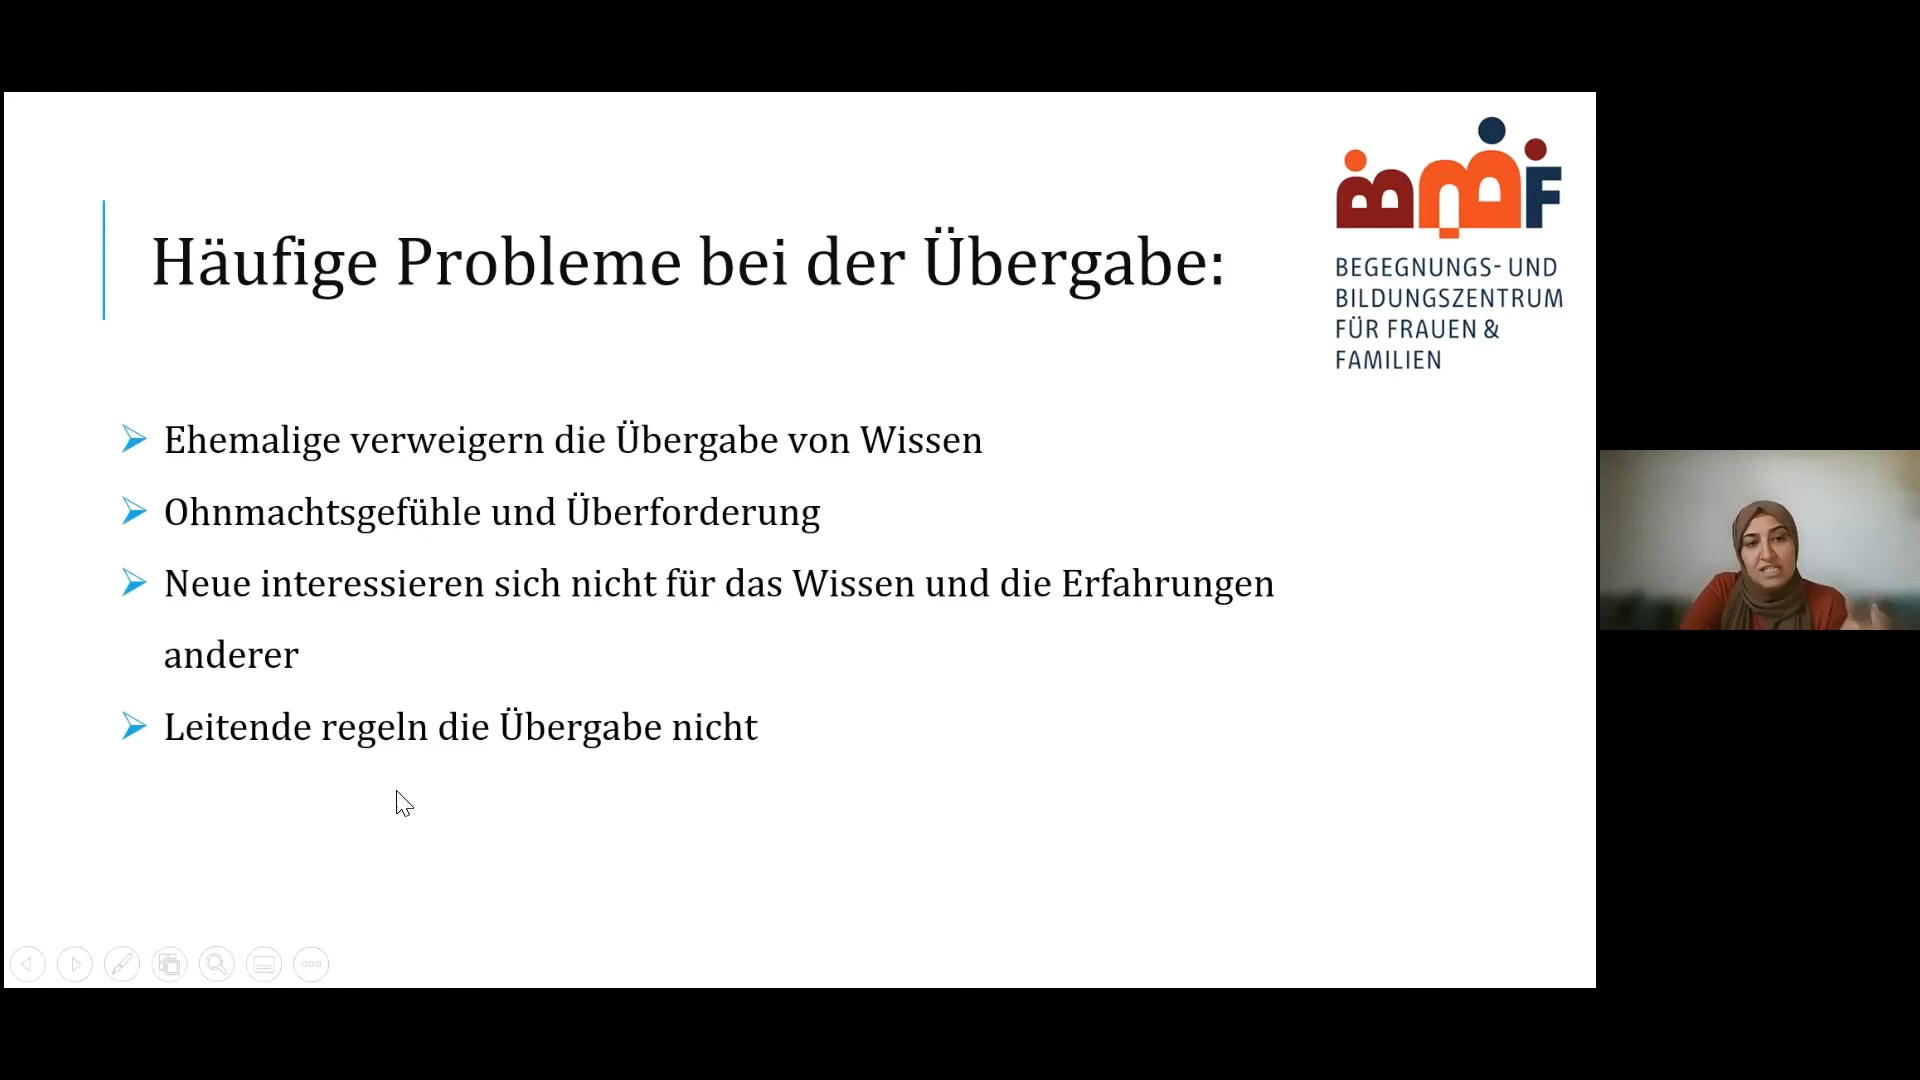 Häufige Probleme bei der Übergabe:
BBF
BEGEGNUNGS- UND
BILDUNGSZENTRUM
FÜR FRAUEN &
FAMILIEN
Ehemalige verweigern die Übergabe von Wissen
Ohnmachtsgefühle und Überforderung
Neue interessieren sich nicht für das Wissen und die Erfahrungen
anderer
Leitende regeln die Übergabe nicht